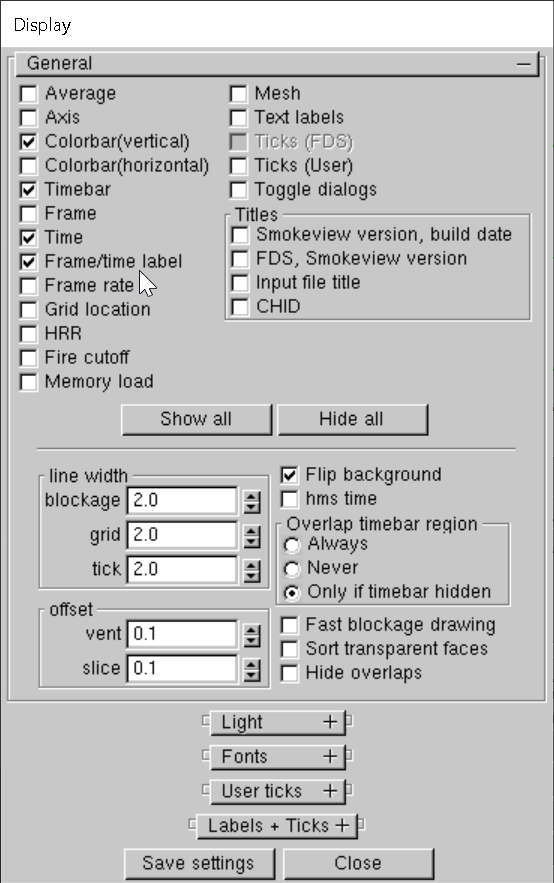 Display
General
Average
Axis
Colorbar(vertical)
Colorbar(horizontal)
Timebar
Frame
Time
Frame/time label
Frame rate
Grid location
HRR
Fire cutoff
Memory load
Mesh
Text labels
Ticks (FDS)
Ticks (User)
Toggle dialogs
Titles
Smokeview version, build date
FDS, Smokeview version
Input file title
CHID
Show all
Hide all
line width
blockage 2.0
grid 2.0
tick 2.0
offset
vent 0.1
slice 0.1
Flip background
hms time
Overlap timebar region
Always
Never
Only if timebar hidden
Fast blockage drawing
Sort transparent faces
Hide overlaps
Light +
Fonts +
User ticks +
Labels + Ticks +
Save settings
Close